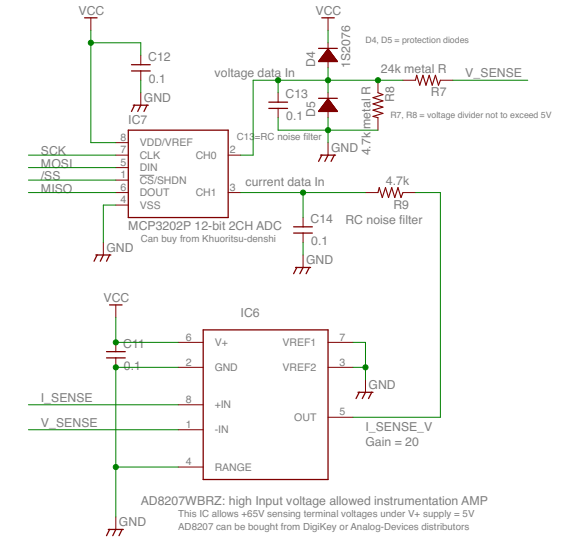 VCC
VCC
D4, D5 = protection diodes
C12
0.1
GND
D4
1S2076
voltage data In
24k metal R
V_SENSE
R7
C13
0.1
D5
4.7k metal R
R8
R7, R8 = voltage divider not to exceed 5V
C13=RC noise filter
GND
IC7
8
VDD/VREF
SCK
7
CLK
CH0
2
MOSI
5
DIN
/SS
1
CS/SHDN
MISO
6
DOUT
CH1
3
current data In
4.7k
R9
4
VSS
RC noise filter
MCP3202P 12-bit 2CH ADC
Can buy from Khuoritsu-denshi
C14
0.1
GND
GND
VCC
IC6
C11
0.1
6
V+
VREF1
7
2
GND
VREF2
3
GND
I_SENSE
8
+IN
OUT
5
I_SENSE_V
Gain = 20
V_SENSE
1
-IN
4
RANGE
GND
AD8207WBRZ: high Input voltage allowed instrumentation AMP
This IC allows +65V sensing terminal voltages under V+ supply = 5V
AD8207 can be bought from DigiKey or Analog-Devices distributors